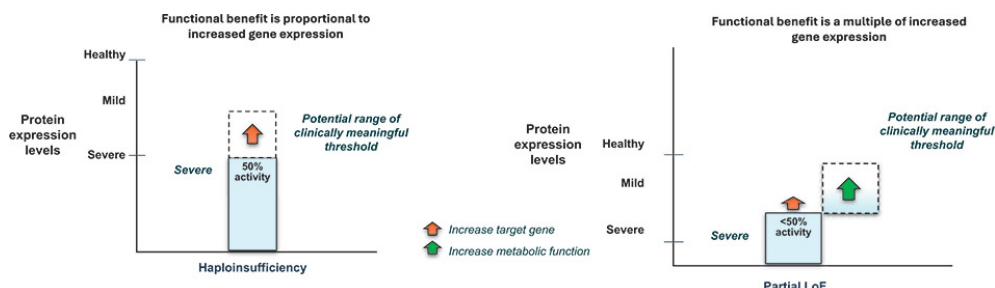 Functional benefit is proportional to
increased gene expression
Healthy
Mild
Protein
expression
levels
Severe
Severe
50%
activity
Potential range of
clinically meaningful
threshold
Haploinsufficiency
Increase target gene
Increase metabolic function
Functional benefit is a multiple of increased
gene expression
Protein
expression
levels
Healthy
Mild
Severe
Severe
<50%
activity
Potential range of
clinically meaningful
threshold
Partial LoF